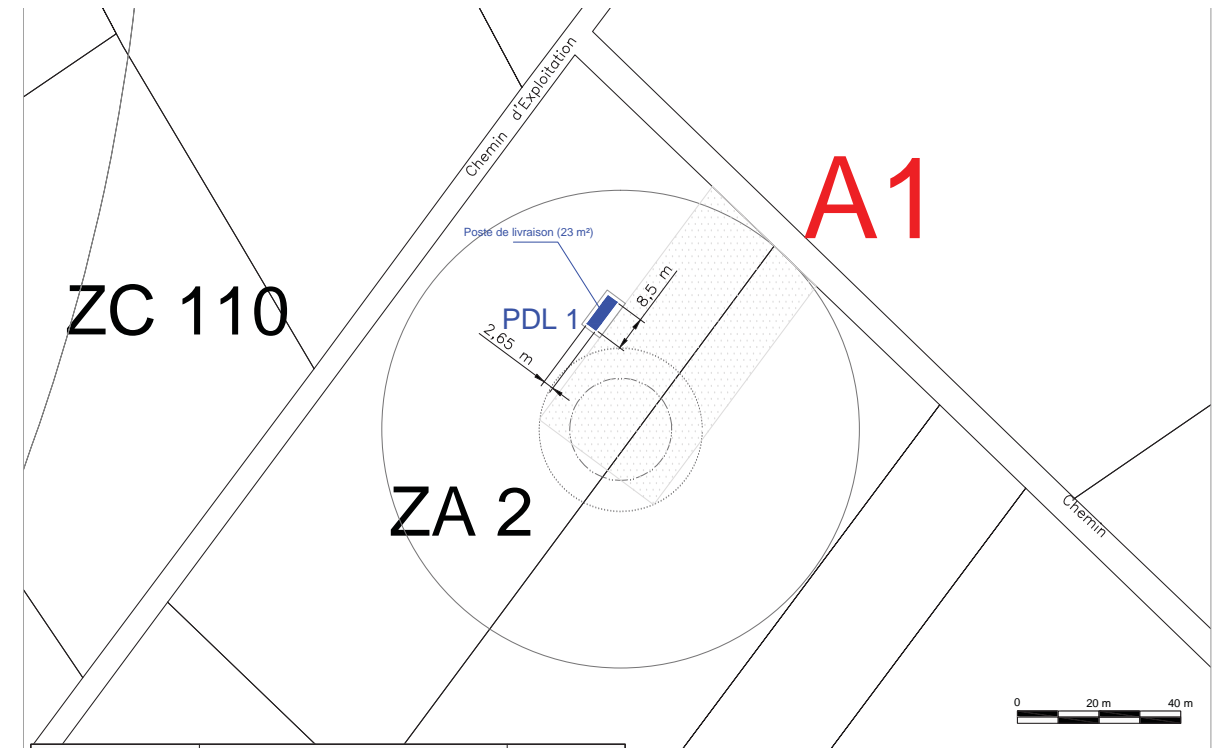 Chemin d'Exploitation
A1
Poste de livraison (23 m²)
8,5 m
ZC 110
PDL 1
2,65 m
ZA 2
Chemin
0 20 m 40 m